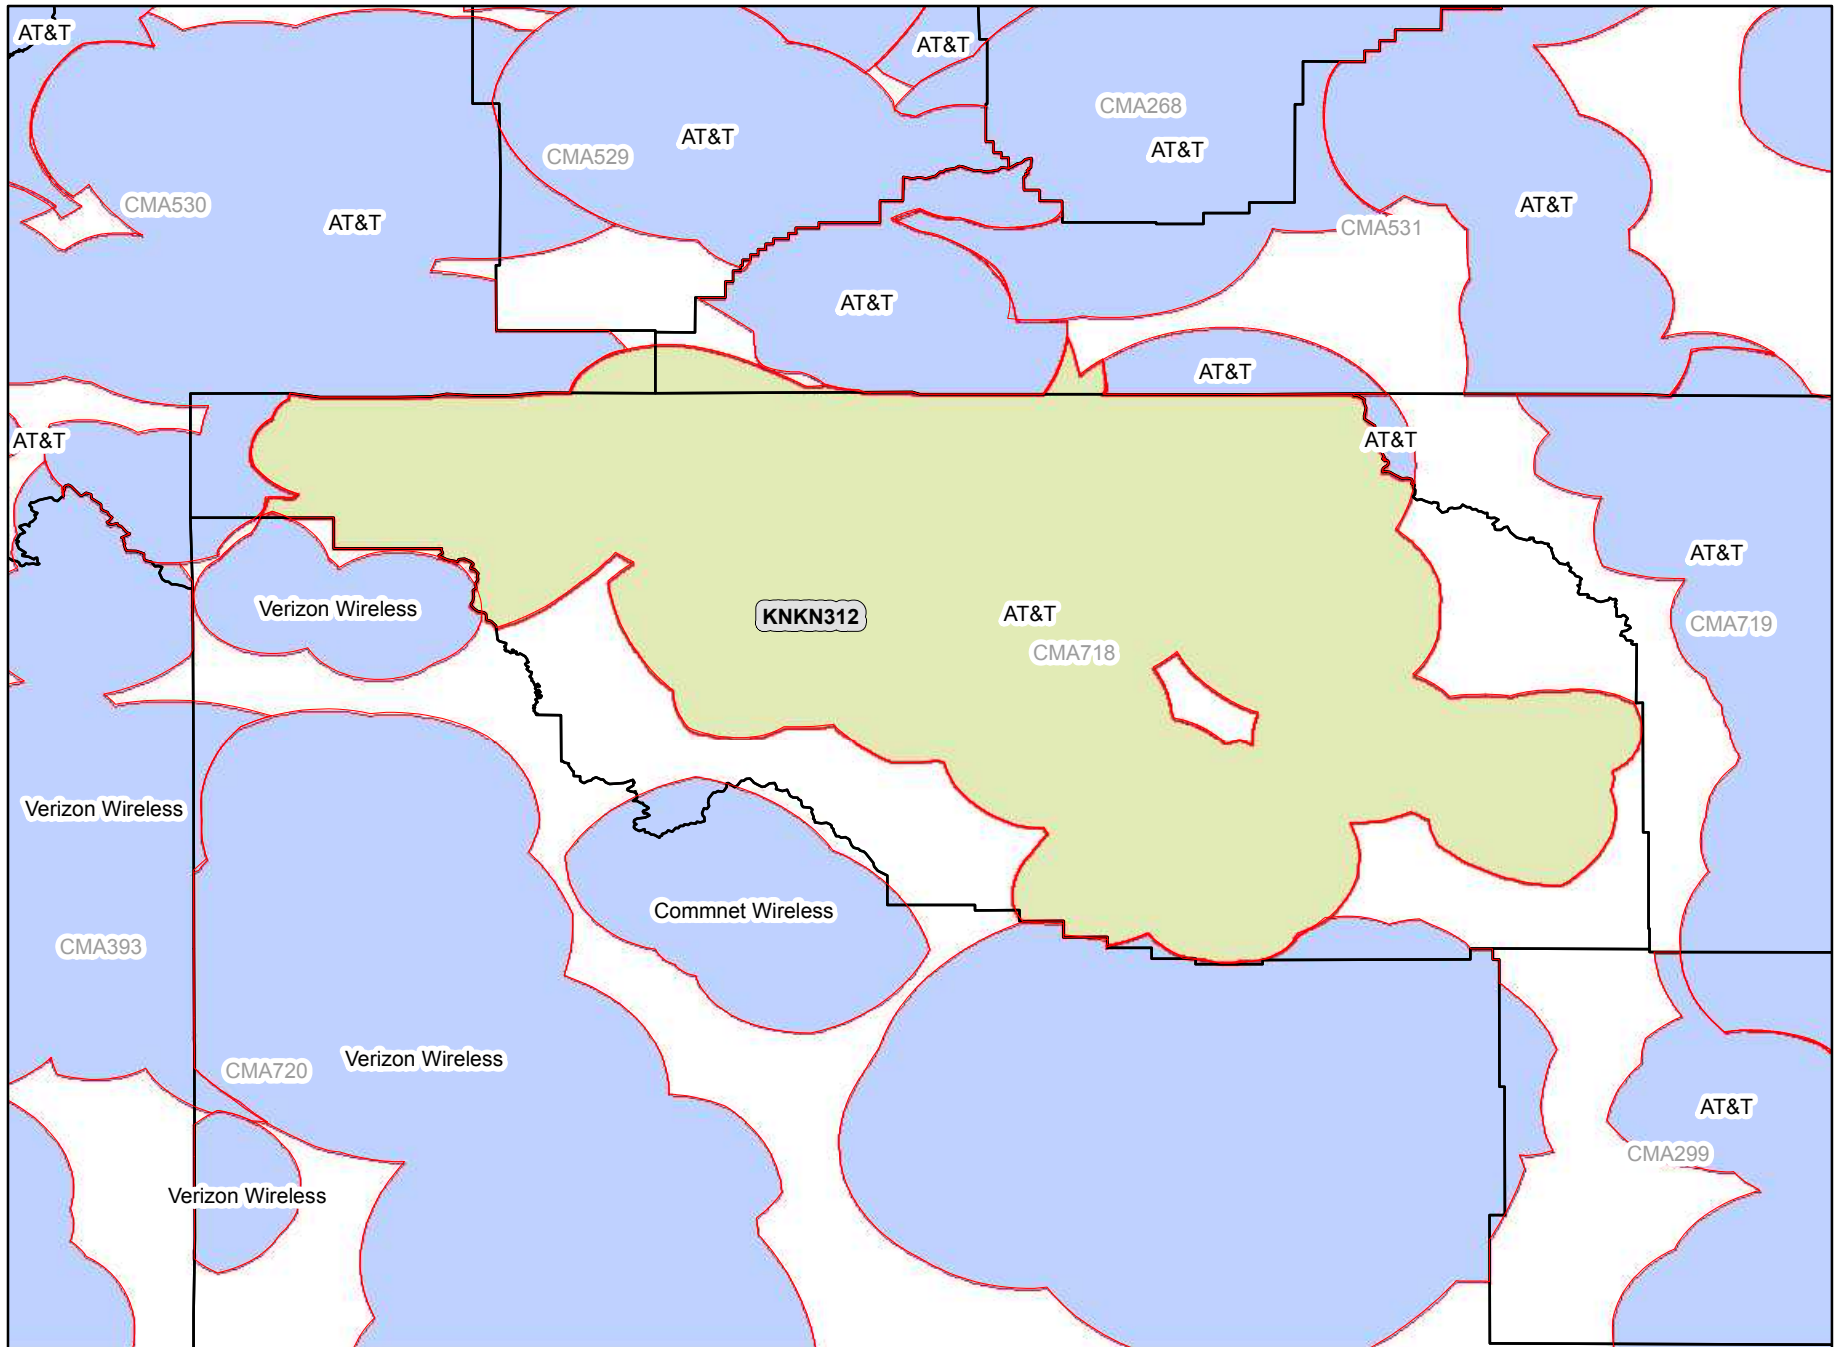 AT&T
AT&T
CMA268
AT&T
AT&T
CMA529
CMA530
AT&T
AT&T
CMA531
AT&T
AT&T
AT&T
AT&T
AT&T
Verizon Wireless
KNKN312
AT&T
CMA718
CMA719
Verizon Wireless
Commnet Wireless
CMA393
Verizon Wireless
CMA720
AT&T
CMA299
Verizon Wireless